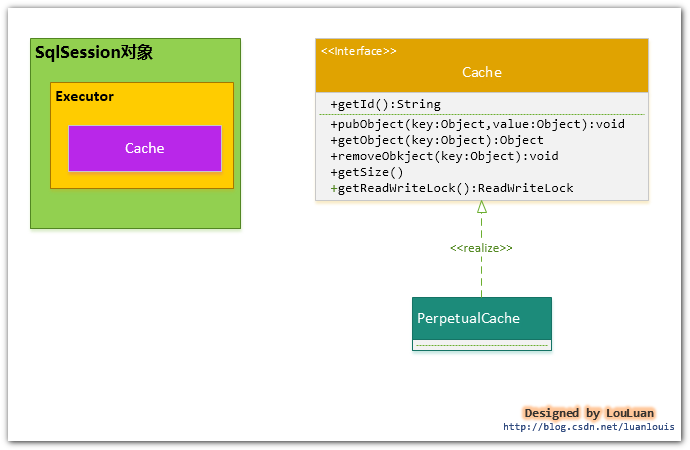 SqlSession对象
Executor
Cache
<<Interface>>
Cache
+getId():String
+pubObject(key:Object,value:Object):void
+getObject(key:Object):Object
+removeObkject(key:Object):void
+getSize()
+getReadWriteLock():ReadWriteLock
<<realize>>
PerpetualCache
Designed by LouLuan
http://blog.csdn.net/luanlouis